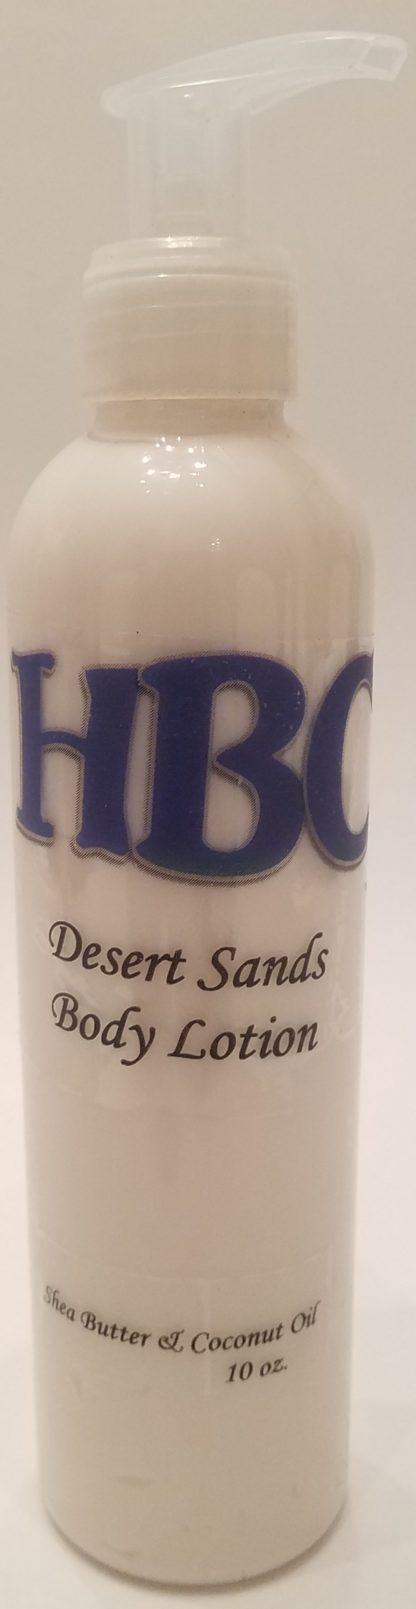 HBC
Desert Sands
Body Lotion
Shea Butter & Coconut Oil
10 oz.